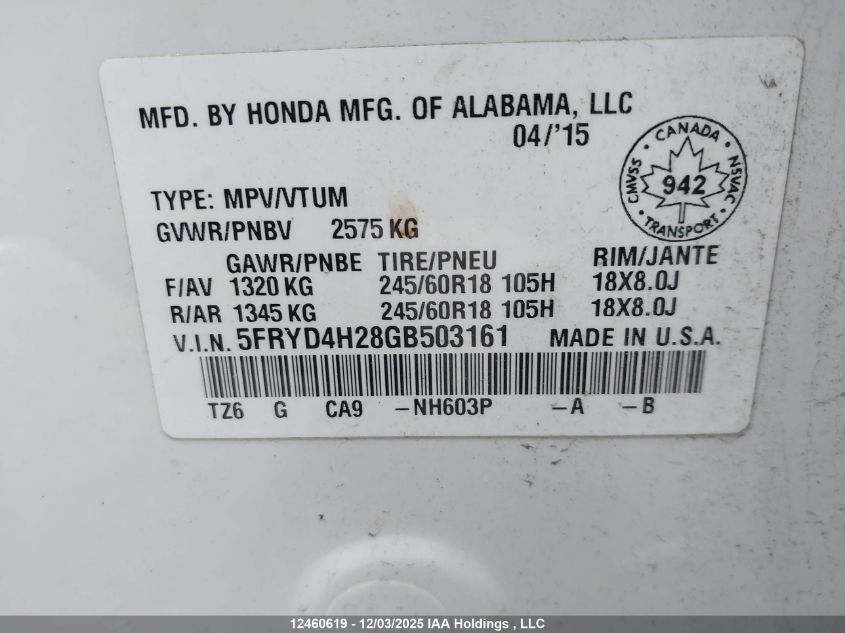 MFD. BY HONDA MFG. OF ALABAMA, LLC
04/'15
CANADA
CMVSS
942
NSVAC
TRANSPORT
TYPE: MPV/VTUM
GVWR/PNBV 2575 KG
GAWR/PNBE TIRE/PNEU RIM/JANTE
F/AV 1320 KG 245/60R18 105H 18X8.0J
R/AR 1345 KG 245/60R18 105H 18X8.0J
V.I.N. 5FRYD4H28GB503161 MADE IN U.S.A.
TZ6 G CA9 -NH603P -A -B
12460619 - 12/03/2025 IAA Holdings , LLC